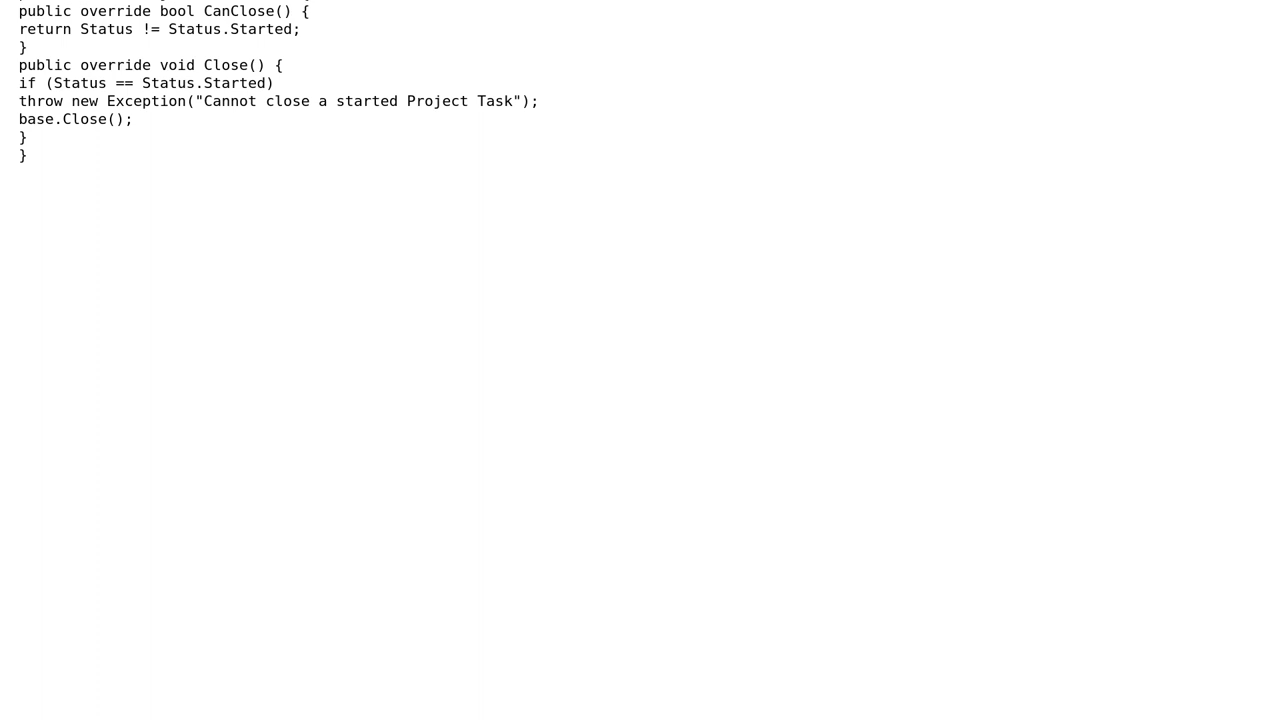 public override bool CanClose() {
return Status != Status.Started;
}
public override void Close() {
if (Status == Status.Started)
throw new Exception("Cannot close a started Project Task");
base.Close();
}
}